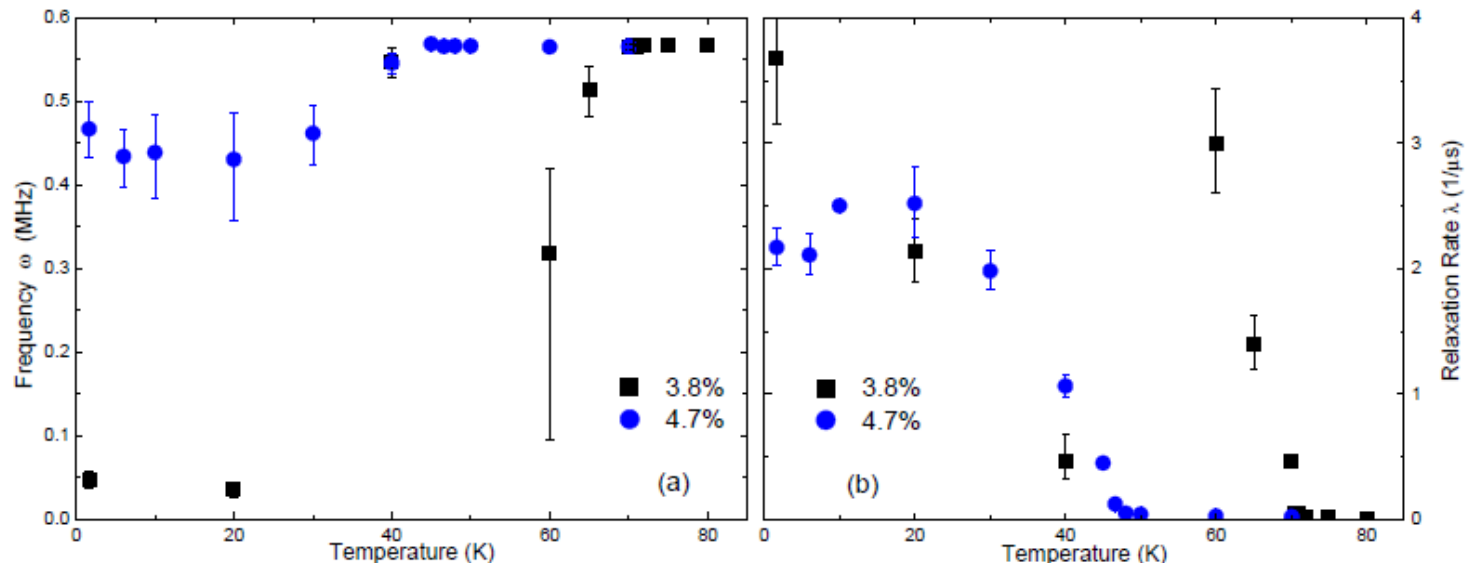 0.6
0.5
0.4
0.3
0.2
0.1
0.0
Frequency ω (MHz)
0 20 40 60 80
Temperature (K)
3.8%
4.7%
(a)
0 20 40 60 80
Temperature (K)
3.8%
4.7%
(b)
4
3
2
1
0
Relaxation Rate λ (1/μs)